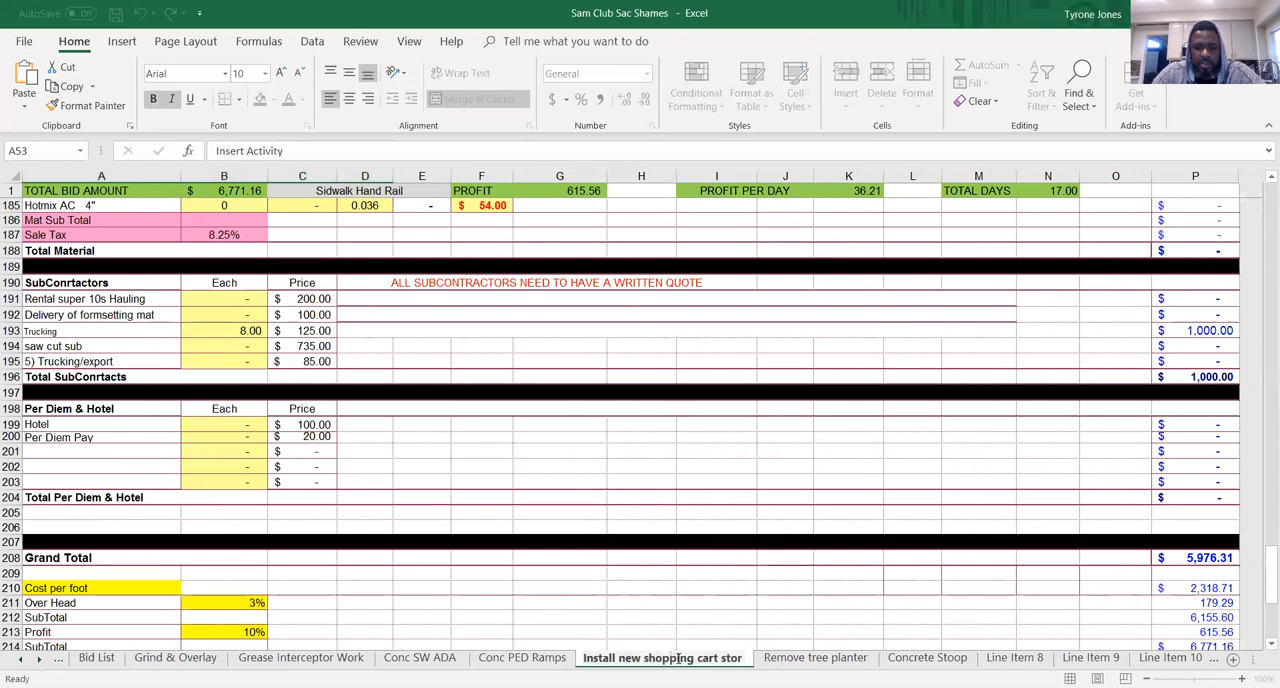 AutoSave Off
Sam Club Sac Shames - Excel
Tyrone Jones
File Home Insert Page Layout Formulas Data Review View Help Tell me what you want to do
Paste Cut Copy Format Painter
Arial 10
B I U
Wrap Text
Merge & Center
General
$ % ,
Conditional Formatting Format as Table Cell Styles
Insert Delete Format
AutoSum Fill Clear
Sort & Filter Find & Select
Get Add-ins
Clipboard Font Alignment Number Styles Cells Editing Add-ins
A53 fx Insert Activity
A B C D E F G H I J K L M N O P
1 TOTAL BID AMOUNT $ 6,771.16 Sidwalk Hand Rail PROFIT 615.56 PROFIT PER DAY 36.21 TOTAL DAYS 17.00
185 Hotmix AC 4" 0 - 0.036 - $ 54.00 $ -
186 Mat Sub Total $ -
187 Sale Tax 8.25% $ -
188 Total Material $ -
189
190 SubConrtactors Each Price ALL SUBCONTRACTORS NEED TO HAVE A WRITTEN QUOTE
191 Rental super 10s Hauling - $ 200.00 $ -
192 Delivery of formsetting mat - $ 100.00 $ -
193 Trucking 8.00 $ 125.00 $ 1,000.00
194 saw cut sub - $ 735.00 $ -
195 5) Trucking/export - $ 85.00 $ -
196 Total SubConrtacts $ 1,000.00
197
198 Per Diem & Hotel Each Price
199 Hotel - $ 100.00 $ -
200 Per Diem Pay - $ 20.00 $ -
201 - $ - $ -
202 - $ - $ -
203 - $ - $ -
204 Total Per Diem & Hotel $ -
205
206
207
208 Grand Total $ 5,976.31
209
210 Cost per foot $ 2,318.71
211 Over Head 3% 179.29
212 SubTotal 6,155.60
213 Profit 10% 615.56
214 SubTotal $ 6,771.16
... Bid List Grind & Overlay Grease Interceptor Work Conc SW ADA Conc PED Ramps Install new shopping cart stor Remove tree planter Concrete Stoop Line Item 8 Line Item 9 Line Item 10 ...
Ready 100%